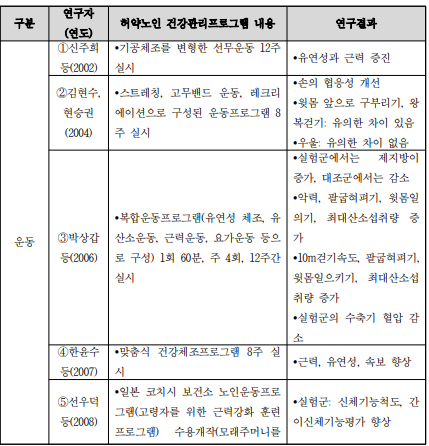 구분
연구자
(연도)
허약노인 건강관리프로그램 내용
연구결과
운동
①신주희
등(2002)
•기공체조를 변형한 선무운동 12주
실시
•유연성과 근력 증진
②김현수,
현승권
(2004)
•스트레칭, 고무밴드 운동, 레크리
에이션으로 구성된 운동프로그램 8
주 실시
•손의 협응성 개선
•윗몸 앞으로 구부리기, 왕
복걷기: 유의한 차이 있음
•우울: 유의한 차이 없음
③박상갑
등(2006)
•복합운동프로그램(유연성 체조, 유
산소운동, 근력운동, 요가운동 등으
로 구성) 1회 60분, 주 4회, 12주간
실시
•실험군에서는 제지방이
증가, 대조군에서는 감소
•악력, 팔굽혀펴기, 윗몸일
의기, 최대산소섭취량 증
가
•10m걷기속도, 팔굽혀펴기,
윗몸일으키기, 최대산소섭
취량 증가
•실험군의 수축기 혈압 감
소
④한윤수
등(2007)
•맞춤식 건강체조프로그램 8주 실
시
•근력, 유연성, 속보 향상
⑤선우덕
등(2008)
•일본 코치시 보건소 노인운동프로
그램(고령자를 위한 근력강화 훈련
프로그램) 수용개작(모래주머니를
•실험군: 신체기능척도, 간
이신체기능평가 향상